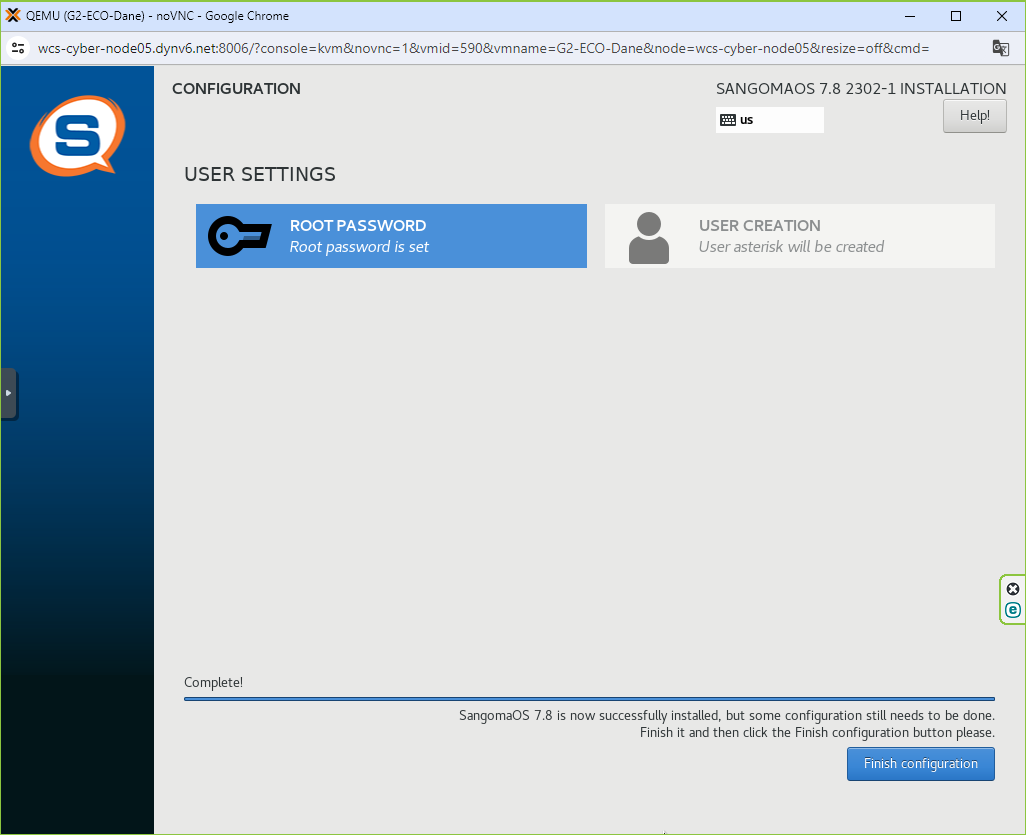 QEMU (G2-ECO-Dane) - noVNC - Google Chrome
wcs-cyber-node05.dynv6.net:8006/?console=kvm&novnc=1&vmid=590&vmname=G2-ECO-Dane&node=wcs-cyber-node05&resize=off&cmd=
S
CONFIGURATION
SANGOMAOS 7.8 2302-1 INSTALLATION
us
Help!
USER SETTINGS
ROOT PASSWORD
Root password is set
USER CREATION
User asterisk will be created
e
Complete!
SangomaOS 7.8 is now successfully installed, but some configuration still needs to be done.
Finish it and then click the Finish configuration button please.
Finish configuration